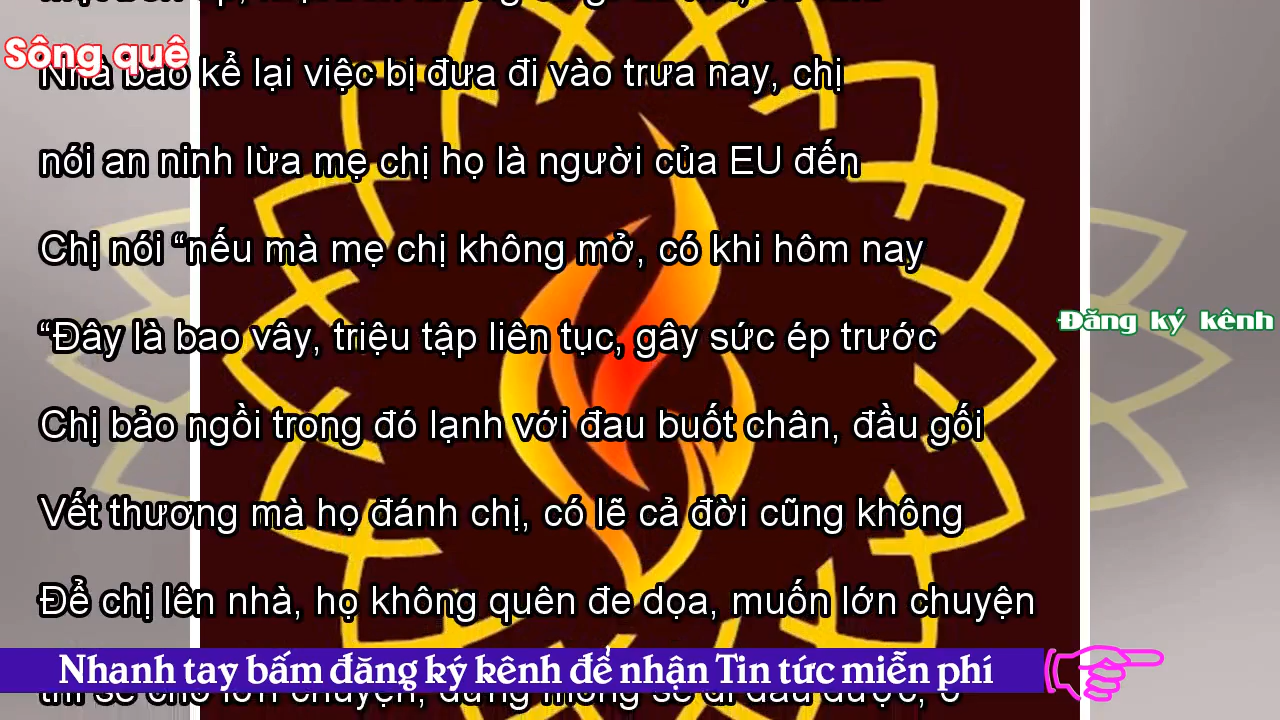 Sông quê
Nhà báo kể lại việc bị đưa đi vào trưa nay, chị
nói an ninh lừa mẹ chị họ là người của EU đến
Chị nói “nếu mà mẹ chị không mở, có khi hôm nay
Đăng ký kênh
“Đây là bao vây, triệu tập liên tục, gây sức ép trước
Chị bảo ngồi trong đó lạnh với đau buốt chân, đầu gối
Vết thương mà họ đánh chị, có lẽ cả đời cũng không
Để chị lên nhà, họ không quên đe dọa, muốn lớn chuyện
Nhanh tay bấm đăng ký kênh để nhận Tin tức miễn phí